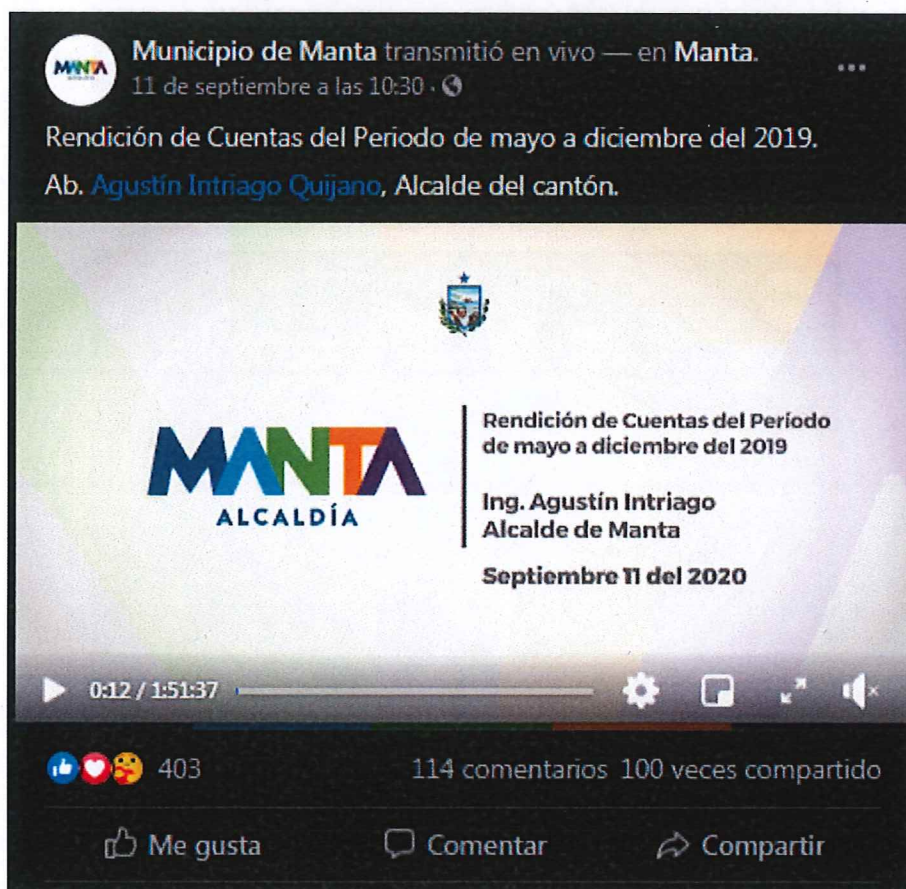 Municipio de Manta transmitió en vivo — en Manta.
11 de septiembre a las 10:30 ·
Rendición de Cuentas del Periodo de mayo a diciembre del 2019.
Ab. Agustín Intriago Quijano, Alcalde del cantón.
MANTA
ALCALDÍA
Rendición de Cuentas del Período
de mayo a diciembre del 2019
Ing. Agustín Intriago
Alcalde de Manta
Septiembre 11 del 2020
0:12 / 1:51:37
403
114 comentarios 100 veces compartido
Me gusta
Comentar
Compartir